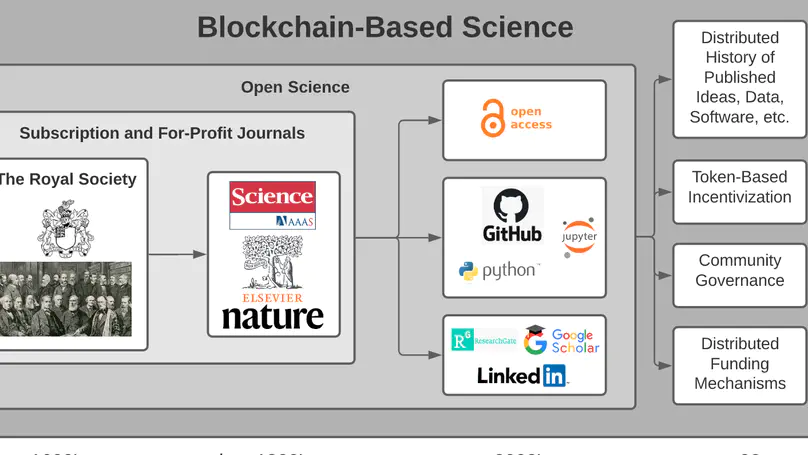 Blockchain-Based Science
Open Science
Subscription and For-Profit Journals
The Royal Society
Science
AAAS
ELSEVIER
nature
open
access
GitHub
jupyter
python™
RG ResearchGate
Google
Scholar
LinkedIn
Distributed
History of
Published
Ideas, Data,
Software, etc.
Token-Based
Incentivization
Community
Governance
Distributed
Funding
Mechanisms